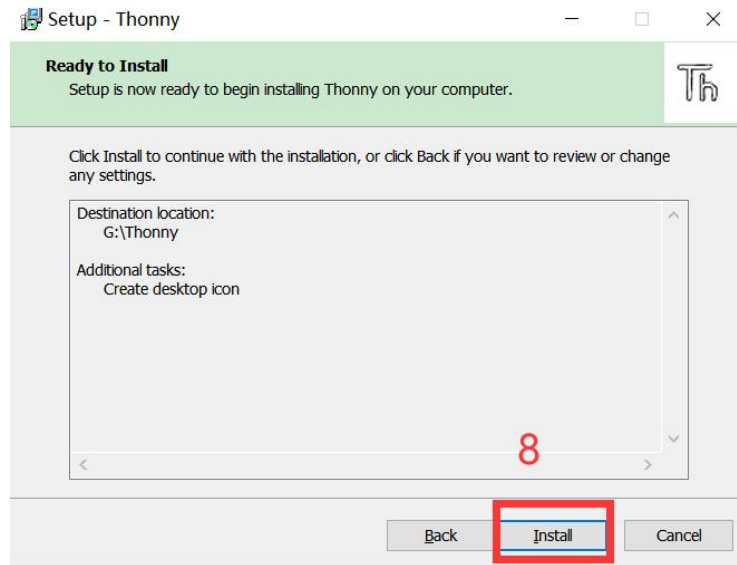 Setup - Thonny
Ready to Install
Setup is now ready to begin installing Thonny on your computer.
Th
Click Install to continue with the installation, or click Back if you want to review or change
any settings.
Destination location:
G:\Thonny
Additional tasks:
Create desktop icon
8
Back Install Cancel